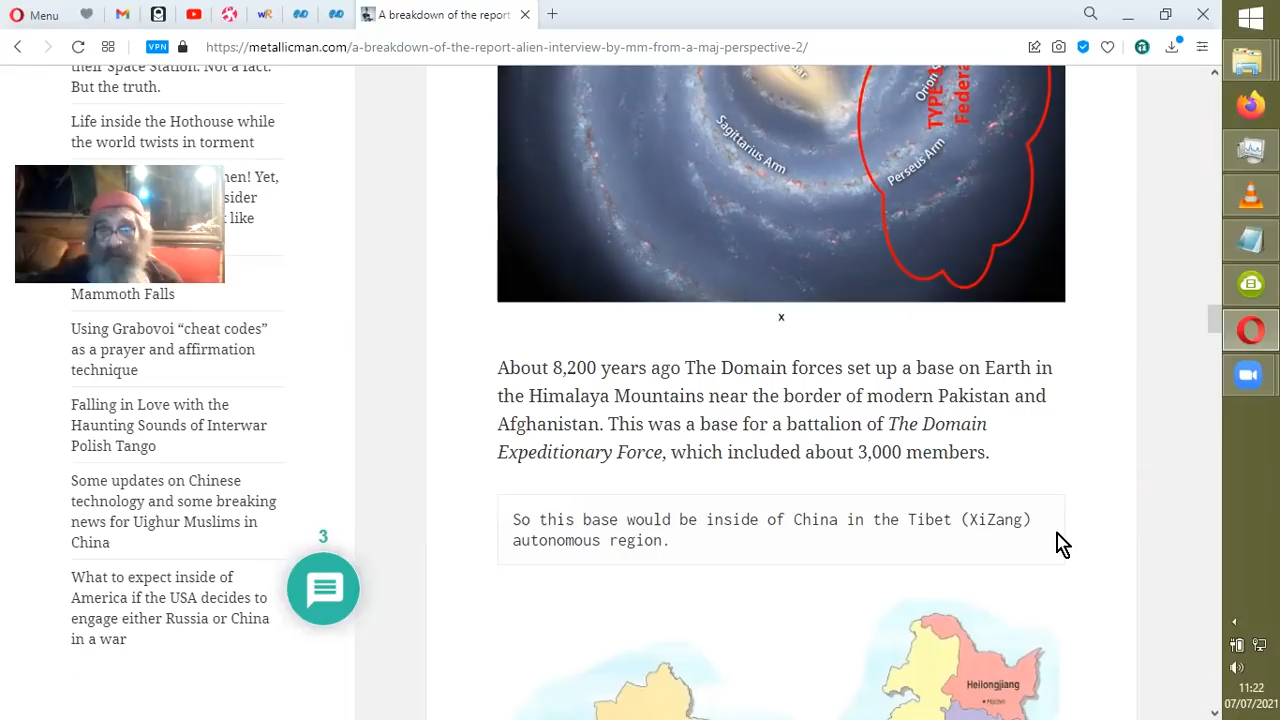 Menu
A breakdown of the report
VPN
https://metallicman.com/a-breakdown-of-the-report-alien-interview-by-mm-from-a-maj-perspective-2/
their Space Station. Not a fact.
But the truth.
Life inside the Hothouse while
the world twists in torment
men! Yet,
sider
like
Mammoth Falls
Using Grabovoi “cheat codes”
as a prayer and affirmation
technique
Falling in Love with the
Haunting Sounds of Interwar
Polish Tango
Some updates on Chinese
technology and some breaking
news for Uighur Muslims in
China
What to expect inside of
America if the USA decides to
engage either Russia or China
in a war
3
Sagittarius Arm
Perseus Arm
TYPE-1
Federa
x
About 8,200 years ago The Domain forces set up a base on Earth in
the Himalaya Mountains near the border of modern Pakistan and
Afghanistan. This was a base for a battalion of The Domain
Expeditionary Force, which included about 3,000 members.
So this base would be inside of China in the Tibet (XiZang)
autonomous region.
Heilongjiang
11:22
07/07/2021